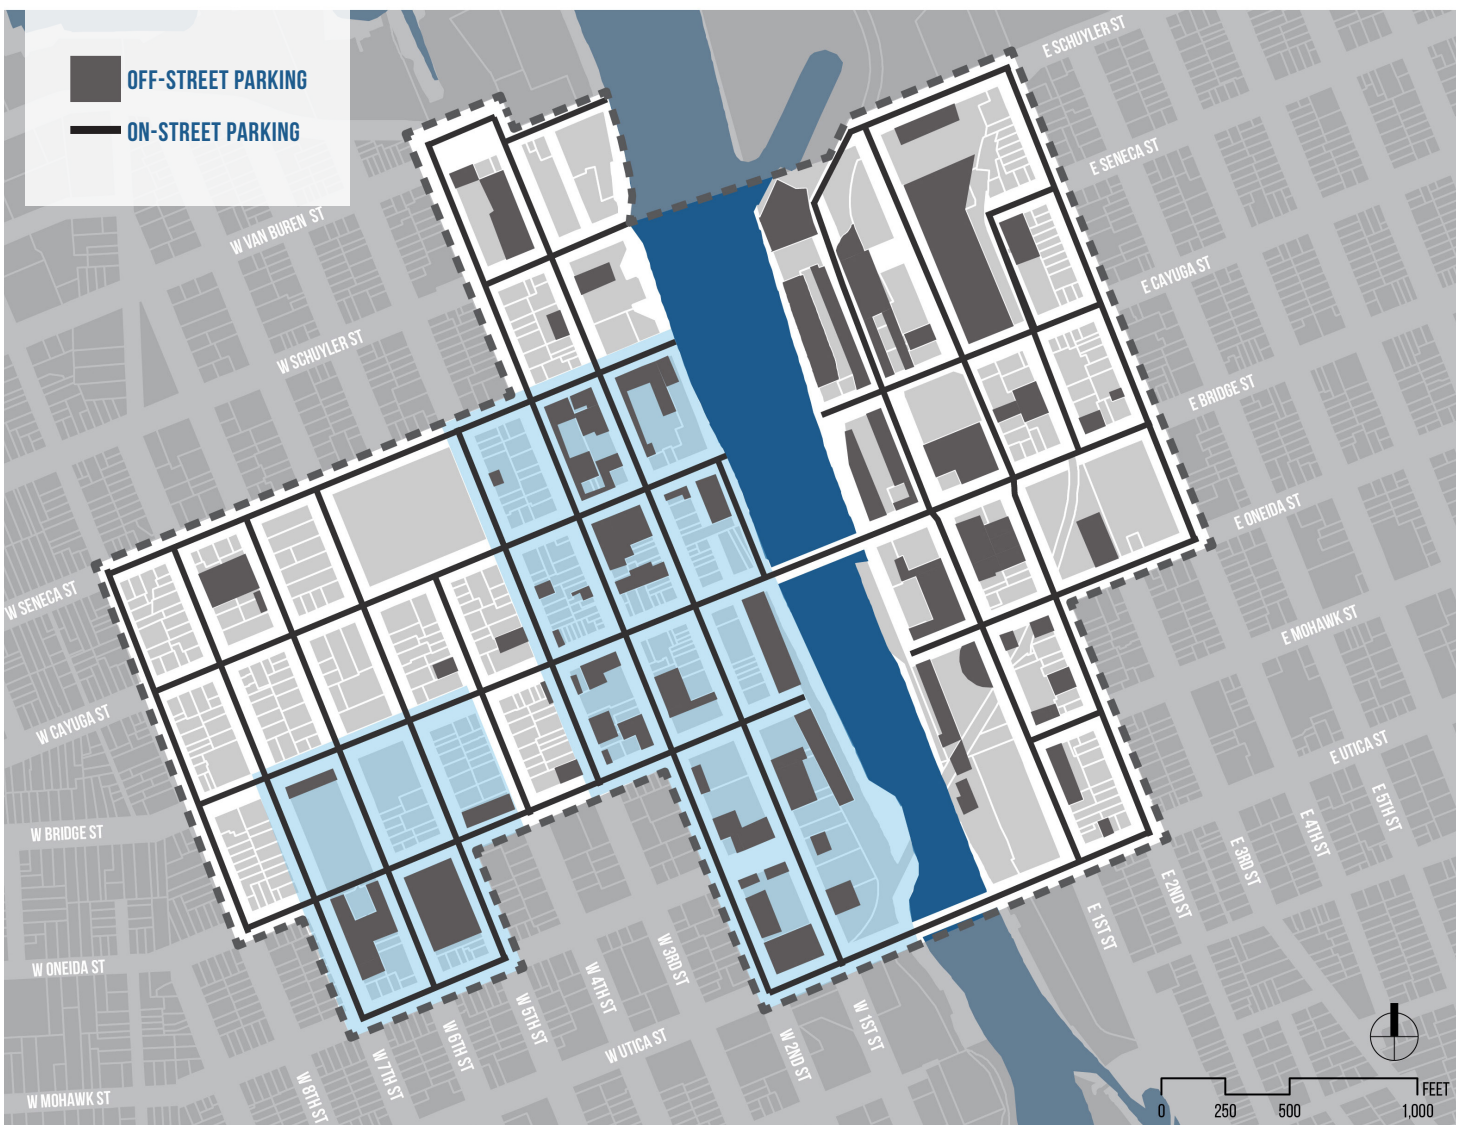 OFF-STREET PARKING
ON-STREET PARKING
E SCHUYLER ST
E SENECA ST
W VAN BUREN ST
E CAYUGA ST
W SCHUYLER ST
E BRIDGE ST
E ONEIDA ST
W SENECA ST
E MOHAWK ST
W CAYUGA ST
E UTICA ST
E 5TH ST
W BRIDGE ST
E 4TH ST
E 3RD ST
E 2ND ST
E 1ST ST
W ONEIDA ST
W 3RD ST
W 4TH ST
W 5TH ST
W 1ST ST
W 6TH ST
W UTICA ST
W 2ND ST
W 7TH ST
W 8TH ST
W MOHAWK ST
FEET
0 250 500 1,000